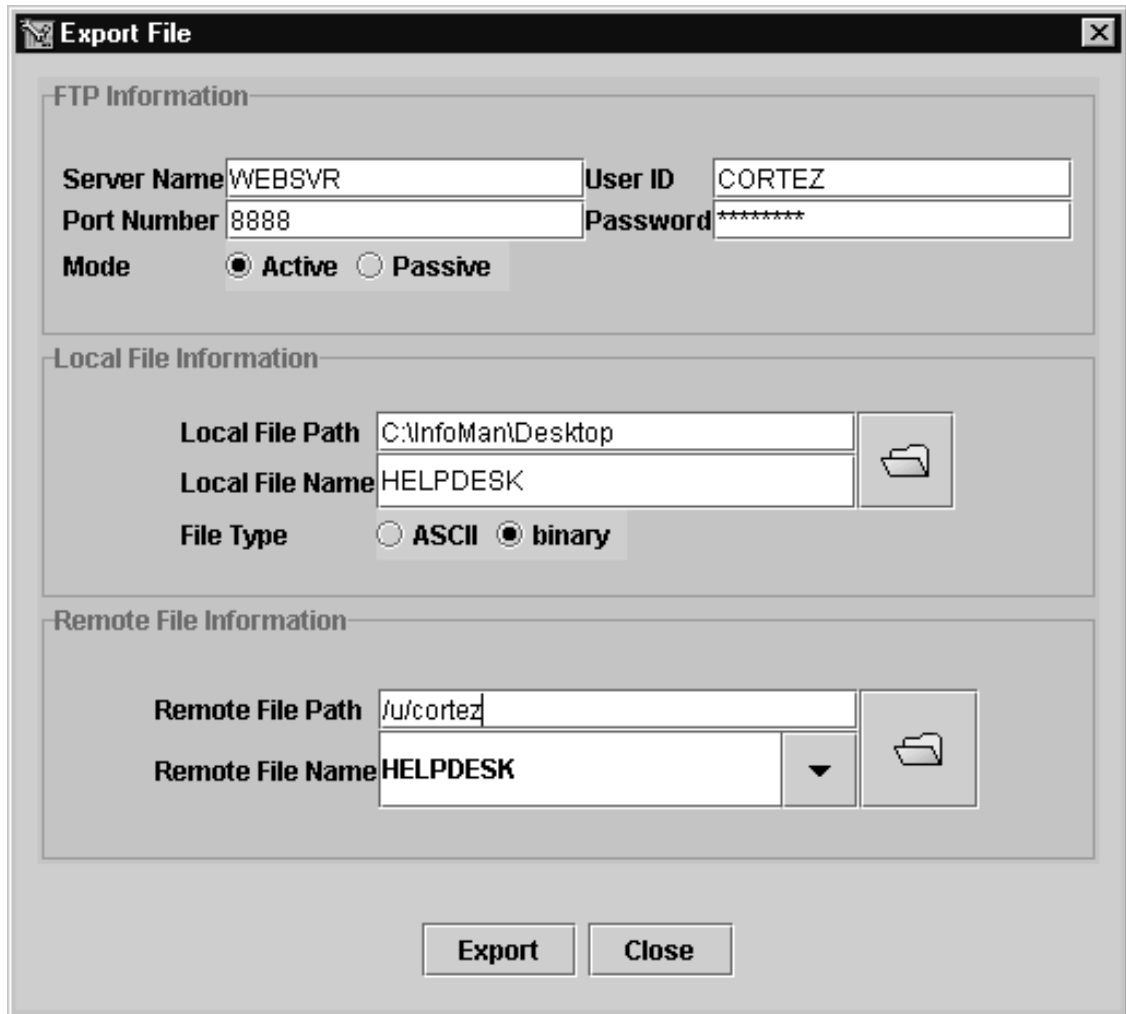 Export File
FTP Information
Server Name WEBSVR User ID CORTEZ
Port Number 8888 Password ********
Mode Active Passive
Local File Information
Local File Path C:\InfoMan\Desktop
Local File Name HELPDESK
File Type ASCII binary
Remote File Information
Remote File Path /u/cortez
Remote File Name HELPDESK
Export Close